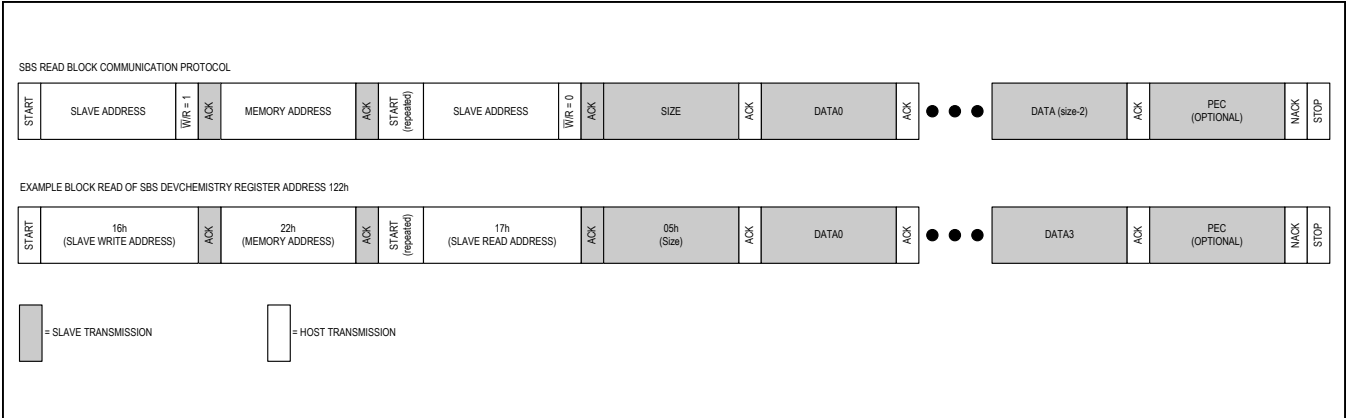 SBS READ BLOCK COMMUNICATION PROTOCOL
START
SLAVE ADDRESS
W̅/R = 1
ACK
MEMORY ADDRESS
ACK
START
(repeated)
SLAVE ADDRESS
W̅/R = 0
ACK
SIZE
ACK
DATA0
ACK
DATA (size-2)
ACK
PEC
(OPTIONAL)
NACK
STOP
EXAMPLE BLOCK READ OF SBS DEVCHEMISTRY REGISTER ADDRESS 122h
START
16h
(SLAVE WRITE ADDRESS)
ACK
22h
(MEMORY ADDRESS)
ACK
START
(repeated)
17h
(SLAVE READ ADDRESS)
ACK
05h
(Size)
ACK
DATA0
ACK
DATA3
ACK
PEC
(OPTIONAL)
NACK
STOP
= SLAVE TRANSMISSION
= HOST TRANSMISSION